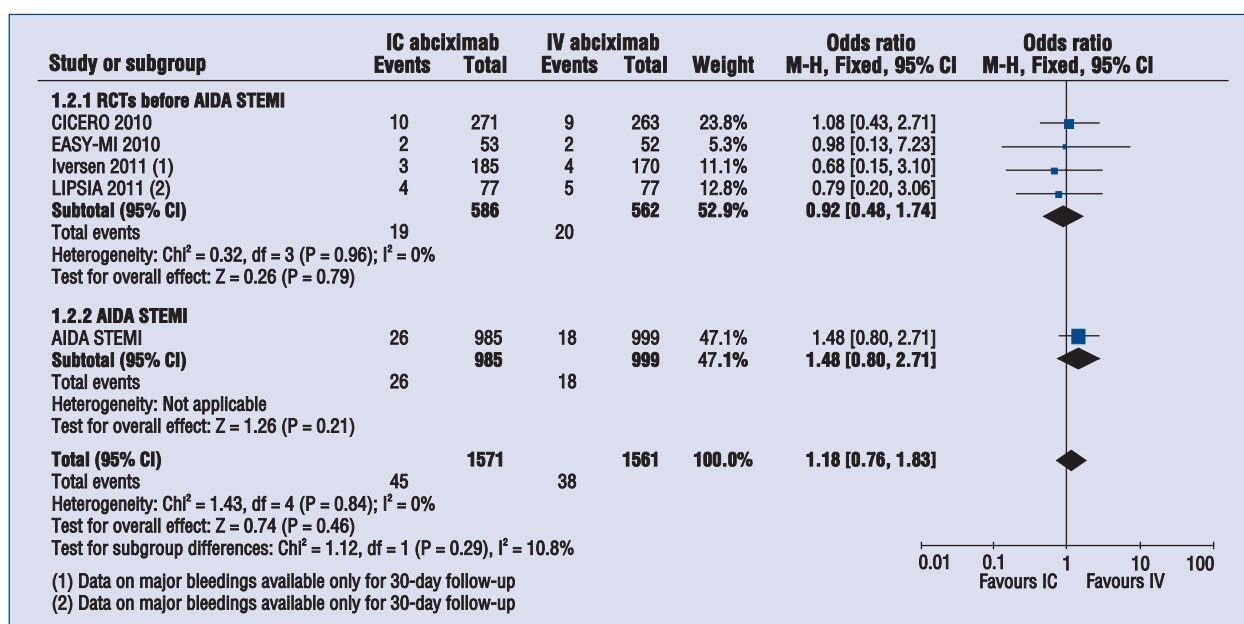 IC abciximab IV abciximab Odds ratio Odds ratio
Study or subgroup Events Total Events Total Weight M-H, Fixed, 95% CI M-H, Fixed, 95% CI
1.2.1 RCTs before AIDA STEMI
CICERO 2010 10 271 9 263 23.8% 1.08 [0.43, 2.71]
EASY-MI 2010 2 53 2 52 5.3% 0.98 [0.13, 7.23]
Iversen 2011 (1) 3 185 4 170 11.1% 0.68 [0.15, 3.10]
LIPSIA 2011 (2) 4 77 5 77 12.8% 0.79 [0.20, 3.06]
Subtotal (95% CI) 586 562 52.9% 0.92 [0.48, 1.74]
Total events 19 20
Heterogeneity: Chi² = 0.32, df = 3 (P = 0.96); I² = 0%
Test for overall effect: Z = 0.26 (P = 0.79)
1.2.2 AIDA STEMI
AIDA STEMI 26 985 18 999 47.1% 1.48 [0.80, 2.71]
Subtotal (95% CI) 985 999 47.1% 1.48 [0.80, 2.71]
Total events 26 18
Heterogeneity: Not applicable
Test for overall effect: Z = 1.26 (P = 0.21)
Total (95% CI) 1571 1561 100.0% 1.18 [0.76, 1.83]
Total events 45 38
Heterogeneity: Chi² = 1.43, df = 4 (P = 0.84); I² = 0%
Test for overall effect: Z = 0.74 (P = 0.46)
Test for subgroup differences: Chi² = 1.12, df = 1 (P = 0.29), I² = 10.8%
0.01 0.1 1 10 100
Favours IC Favours IV
(1) Data on major bleedings available only for 30-day follow-up
(2) Data on major bleedings available only for 30-day follow-up